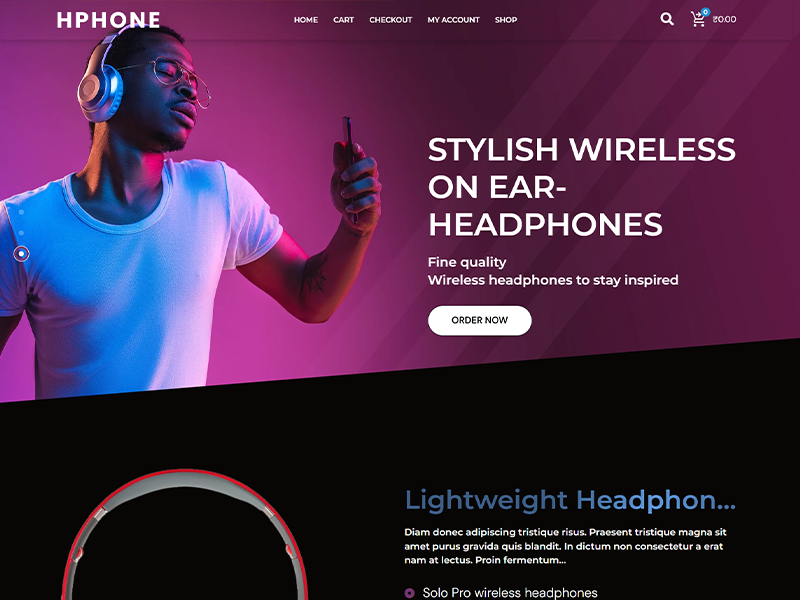 HPHONE
HOME CART CHECKOUT MY ACCOUNT SHOP
0
₹0.00
STYLISH WIRELESS
ON EAR-
HEADPHONES
Fine quality
Wireless headphones to stay inspired
ORDER NOW
Lightweight Headphon...
Diam donec adipiscing tristique risus. Praesent tristique magna sit
amet purus gravida quis blandit. In dictum non consectetur a erat
nam at lectus. Proin fermentum...
Solo Pro wireless headphones